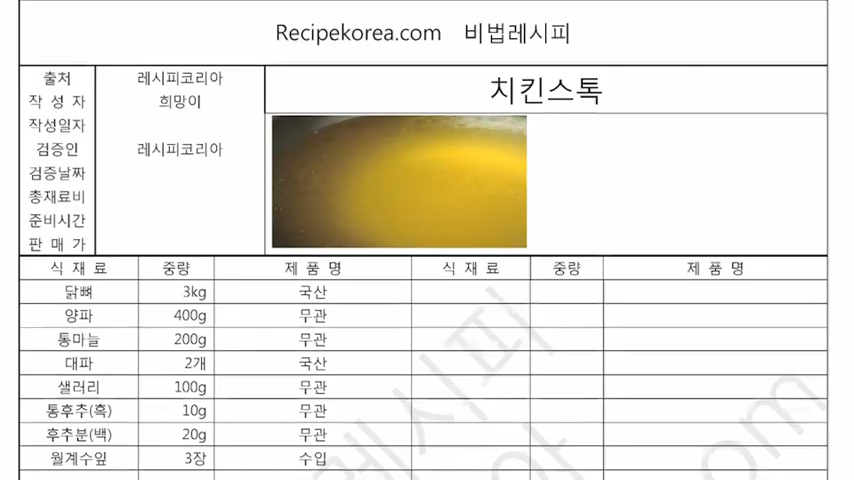 Recipekorea.com 비법레시피
출처 레시피코리아 치킨스톡
작 성 자 희망이
작성일자
검증인 레시피코리아
검증날짜
총재료비
준비시간
판 매 가
식 재 료 중량 제 품 명 식 재 료 중량 제 품 명
닭뼈 3kg 국산
양파 400g 무관
통마늘 200g 무관
대파 2개 국산
샐러리 100g 무관
통후추(흑) 10g 무관
후추분(백) 20g 무관
월계수잎 3장 수입
레시피
om